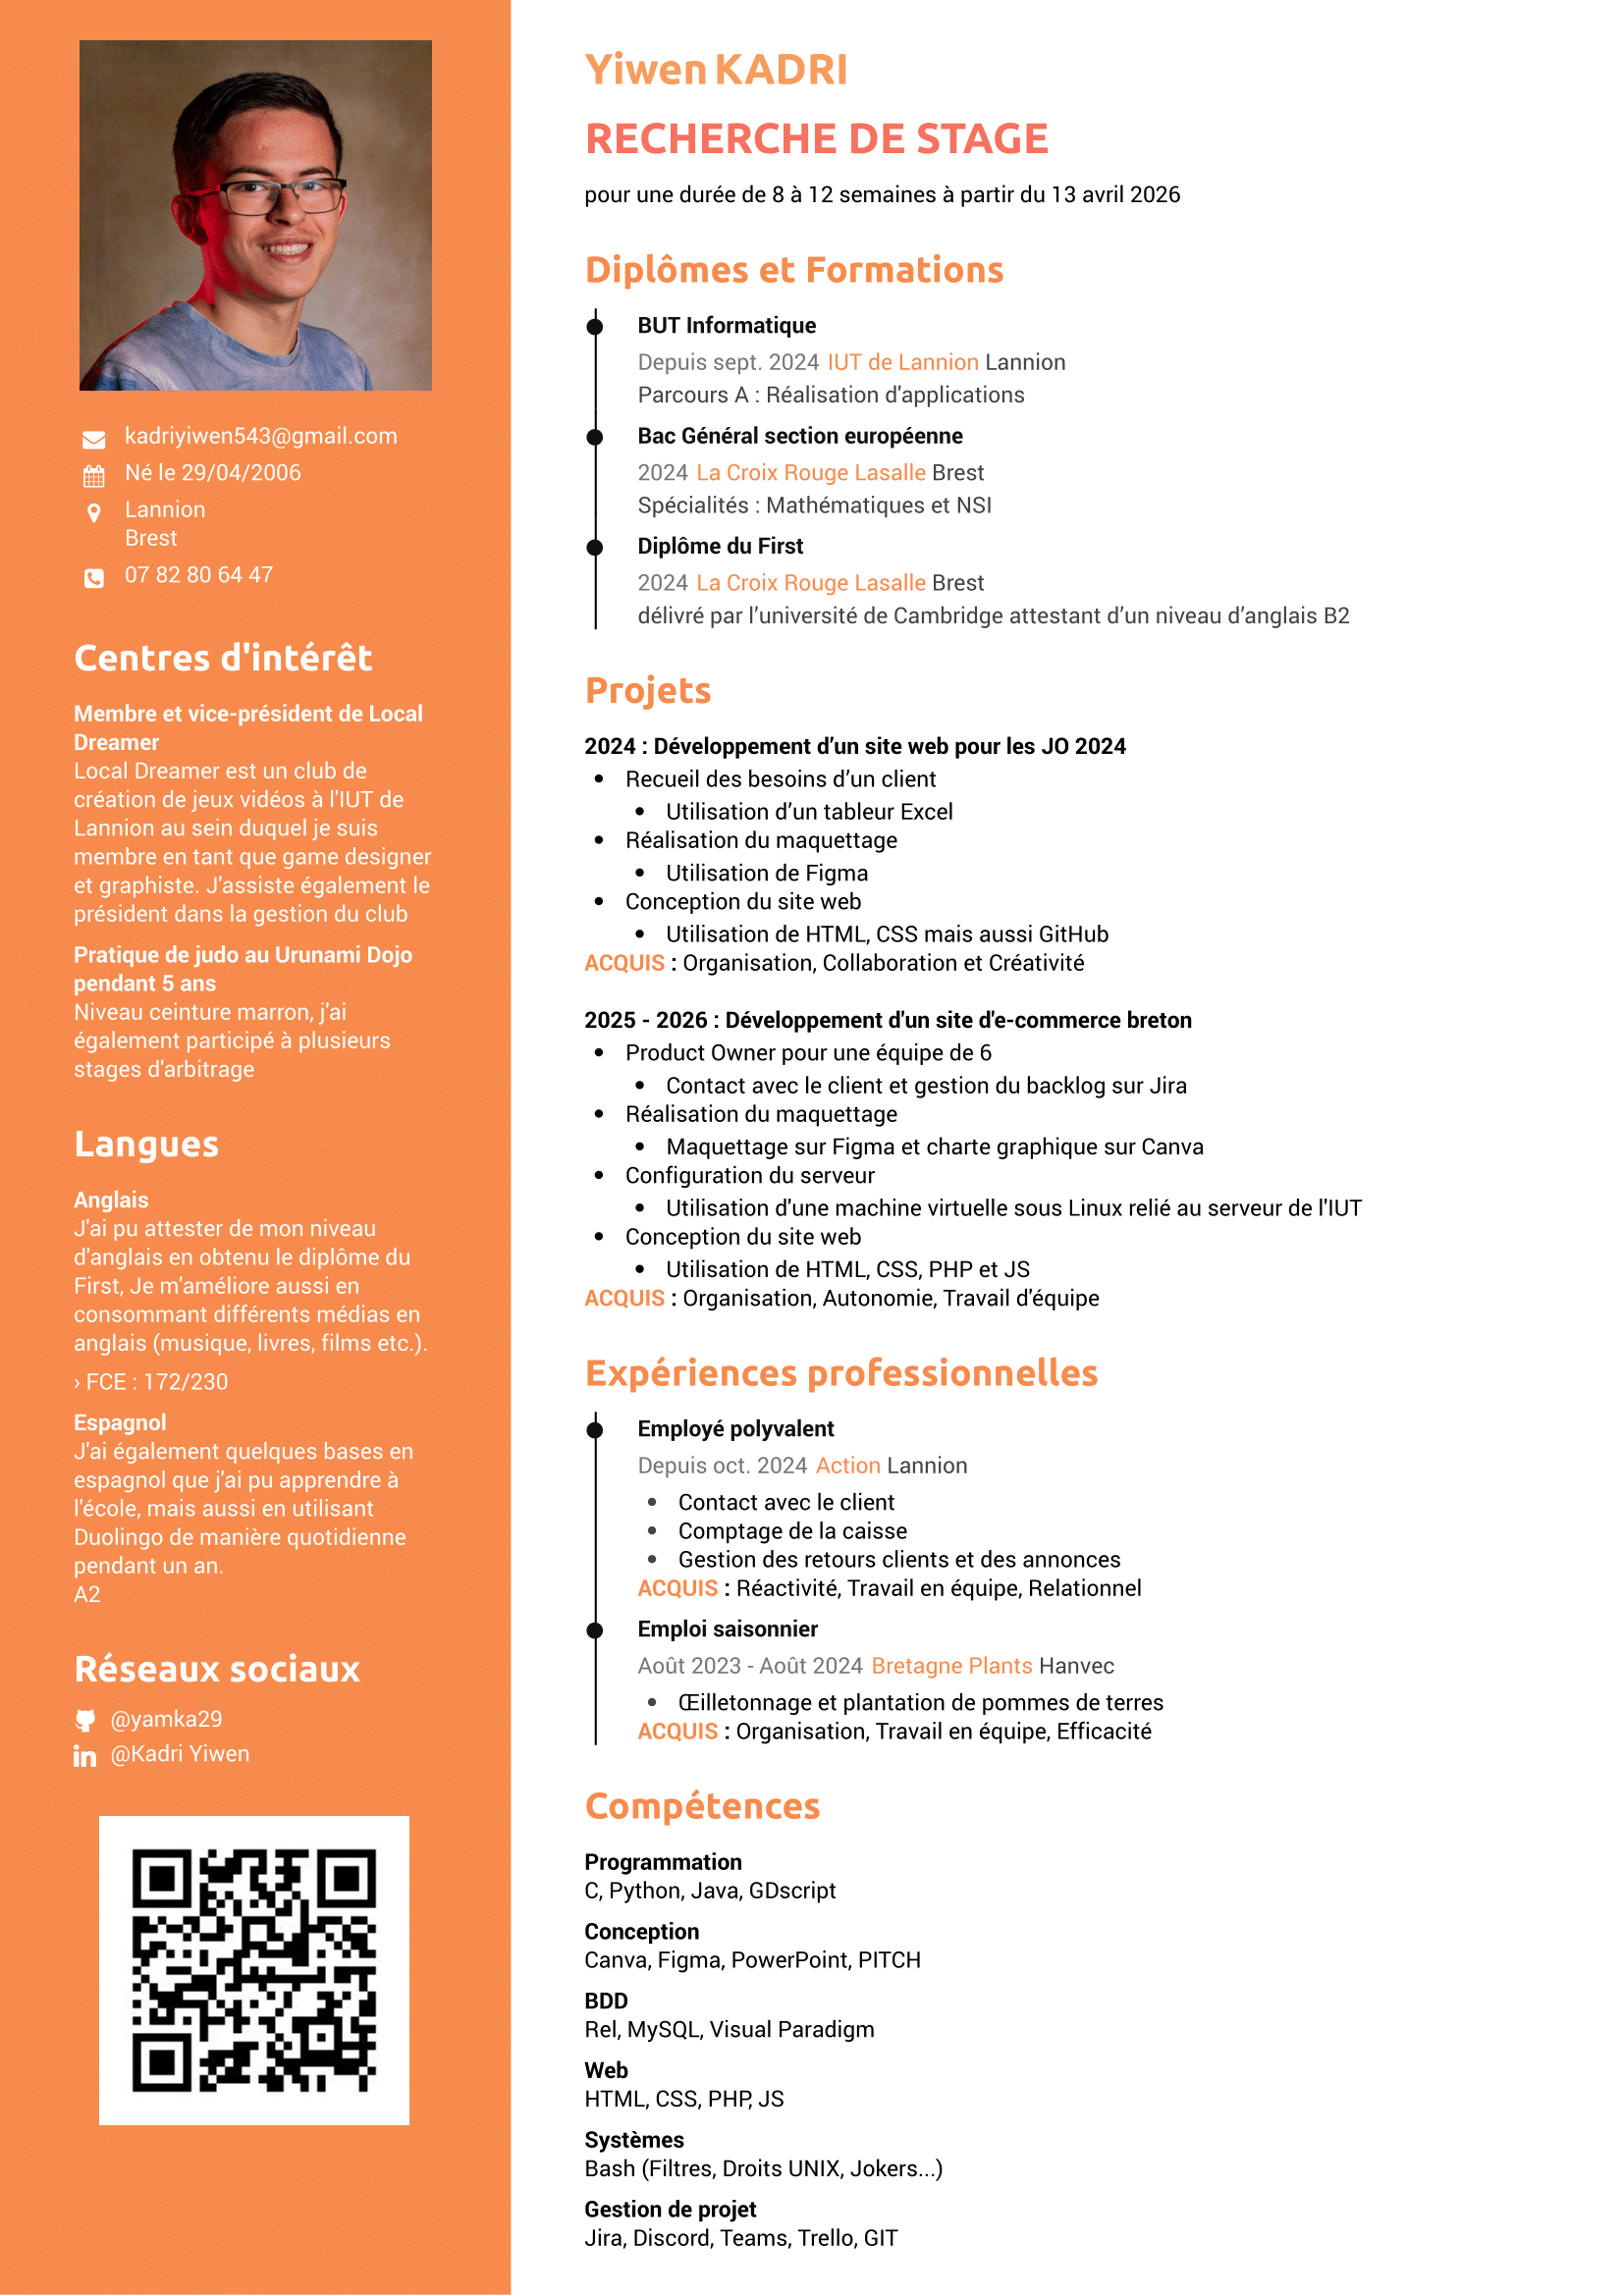 kadriyiwen543@gmail.com
Né le 29/04/2006
Lannion
Brest
07 82 80 64 47
Centres d'intérêt
Membre et vice-président de Local
Dreamer
Local Dreamer est un club de
création de jeux vidéos à l'IUT de
Lannion au sein duquel je suis
membre en tant que game designer
et graphiste. J'assiste également le
président dans la gestion du club
Pratique de judo au Urunami Dojo
pendant 5 ans
Niveau ceinture marron, j'ai
également participé à plusieurs
stages d'arbitrage
Langues
Anglais
J'ai pu attester de mon niveau
d'anglais en obtenu le diplôme du
First, Je m'améliore aussi en
consommant différents médias en
anglais (musique, livres, films etc.).
› FCE : 172/230
Espagnol
J'ai également quelques bases en
espagnol que j'ai pu apprendre à
l'école, mais aussi en utilisant
Duolingo de manière quotidienne
pendant un an.
A2
Réseaux sociaux
@yamka29
@Kadri Yiwen
Yiwen KADRI
RECHERCHE DE STAGE
pour une durée de 8 à 12 semaines à partir du 13 avril 2026
Diplômes et Formations
BUT Informatique
Depuis sept. 2024 IUT de Lannion Lannion
Parcours A : Réalisation d'applications
Bac Général section européenne
2024 La Croix Rouge Lasalle Brest
Spécialités : Mathématiques et NSI
Diplôme du First
2024 La Croix Rouge Lasalle Brest
délivré par l’université de Cambridge attestant d’un niveau d’anglais B2
Projets
2024 : Développement d’un site web pour les JO 2024
• Recueil des besoins d’un client
• Utilisation d’un tableur Excel
• Réalisation du maquettage
• Utilisation de Figma
• Conception du site web
• Utilisation de HTML, CSS mais aussi GitHub
ACQUIS : Organisation, Collaboration et Créativité
2025 - 2026 : Développement d'un site d'e-commerce breton
• Product Owner pour une équipe de 6
• Contact avec le client et gestion du backlog sur Jira
• Réalisation du maquettage
• Maquettage sur Figma et charte graphique sur Canva
• Configuration du serveur
• Utilisation d'une machine virtuelle sous Linux relié au serveur de l'IUT
• Conception du site web
• Utilisation de HTML, CSS, PHP et JS
ACQUIS : Organisation, Autonomie, Travail d'équipe
Expériences professionnelles
Employé polyvalent
Depuis oct. 2024 Action Lannion
• Contact avec le client
• Comptage de la caisse
• Gestion des retours clients et des annonces
ACQUIS : Réactivité, Travail en équipe, Relationnel
Emploi saisonnier
Août 2023 - Août 2024 Bretagne Plants Hanvec
• Œilletonnage et plantation de pommes de terres
ACQUIS : Organisation, Travail en équipe, Efficacité
Compétences
Programmation
C, Python, Java, GDscript
Conception
Canva, Figma, PowerPoint, PITCH
BDD
Rel, MySQL, Visual Paradigm
Web
HTML, CSS, PHP, JS
Systèmes
Bash (Filtres, Droits UNIX, Jokers...)
Gestion de projet
Jira, Discord, Teams, Trello, GIT